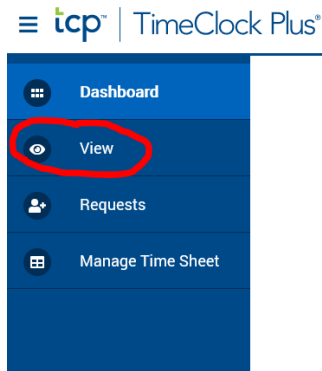 tcp™ | TimeClock Plus®
Dashboard
View
Requests
Manage Time Sheet